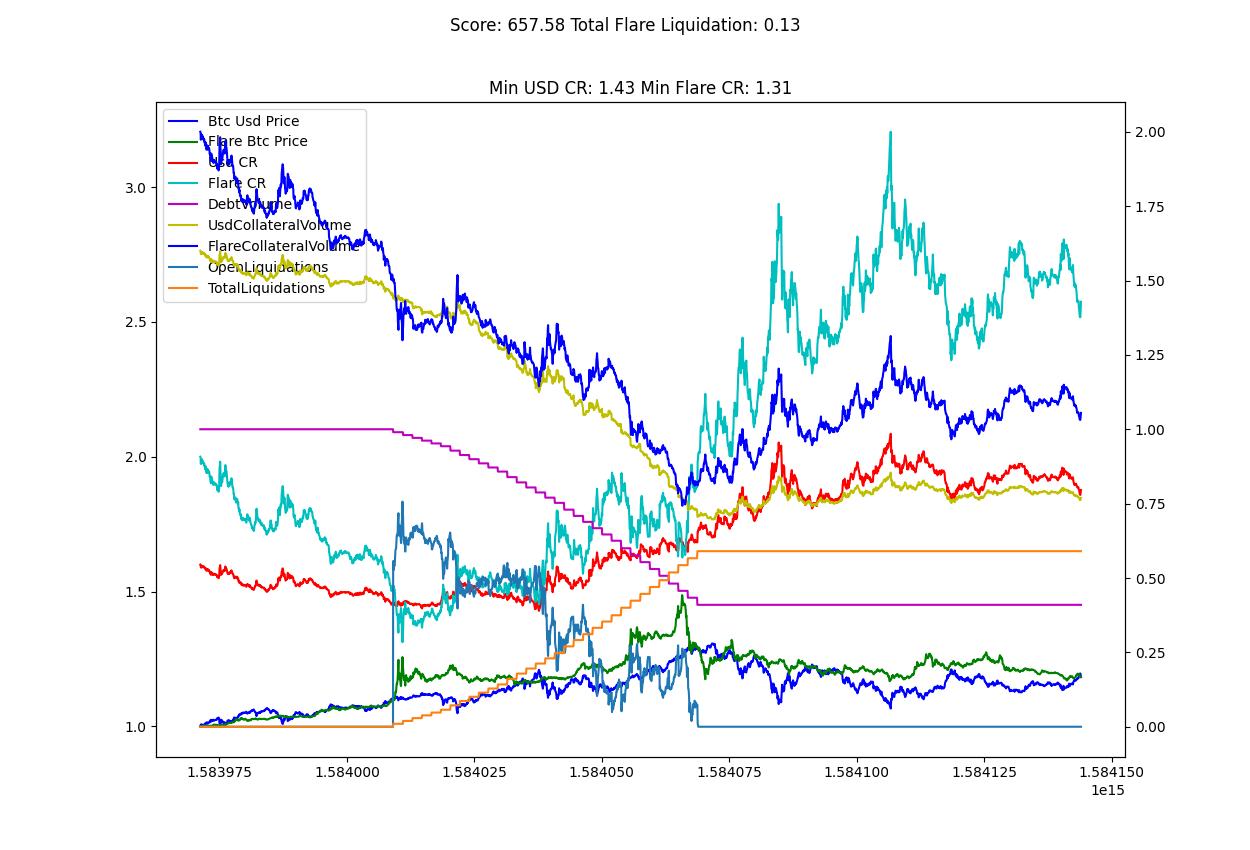 Score: 657.58 Total Flare Liquidation: 0.13
Min USD CR: 1.43 Min Flare CR: 1.31
Btc Usd Price
Flare Btc Price
Usd CR
Flare CR
DebtVolume
UsdCollateralVolume
FlareCollateralVolume
OpenLiquidations
TotalLiquidations
3.0
2.5
2.0
1.5
1.0
2.00
1.75
1.50
1.25
1.00
0.75
0.50
0.25
0.00
1.583975 1.584000 1.584025 1.584050 1.584075 1.584100 1.584125 1.584150
1e15